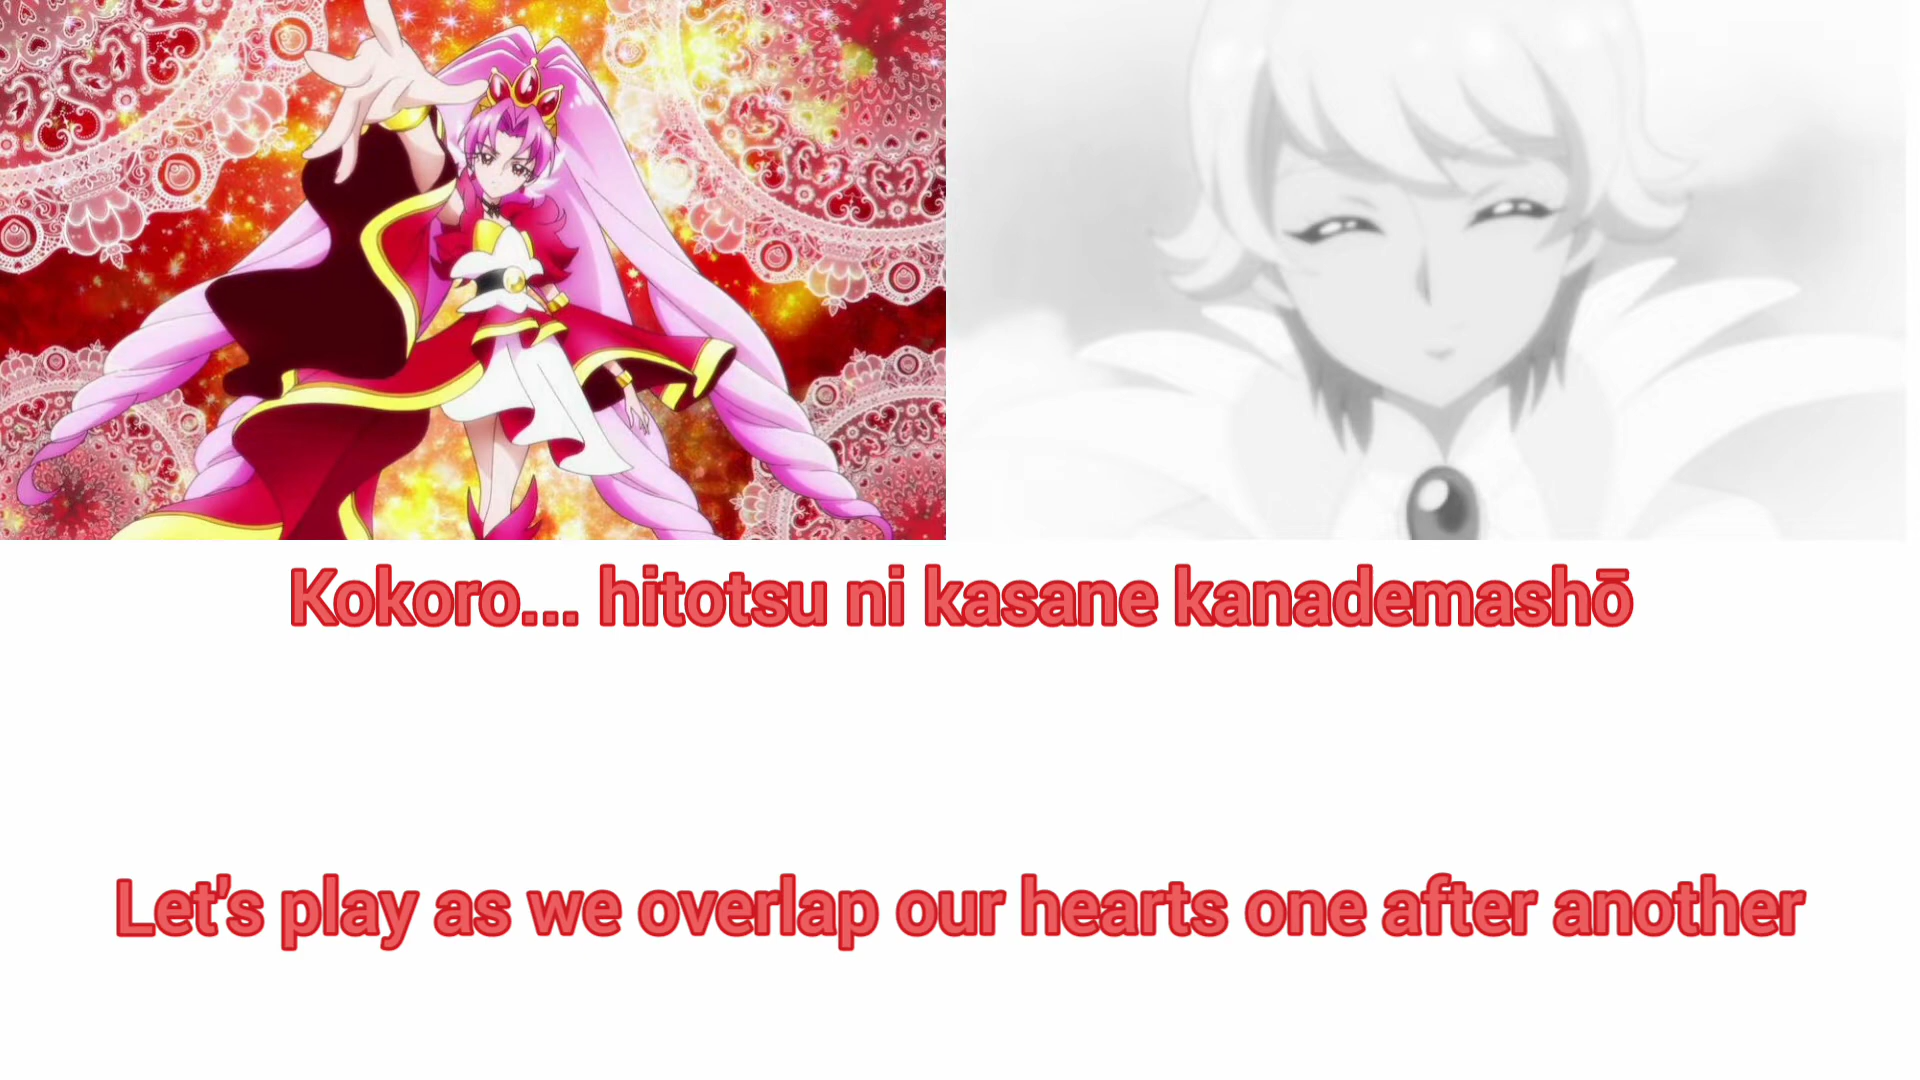 Kokoro... hitotsu ni kasane kanademashō
Let's play as we overlap our hearts one after another